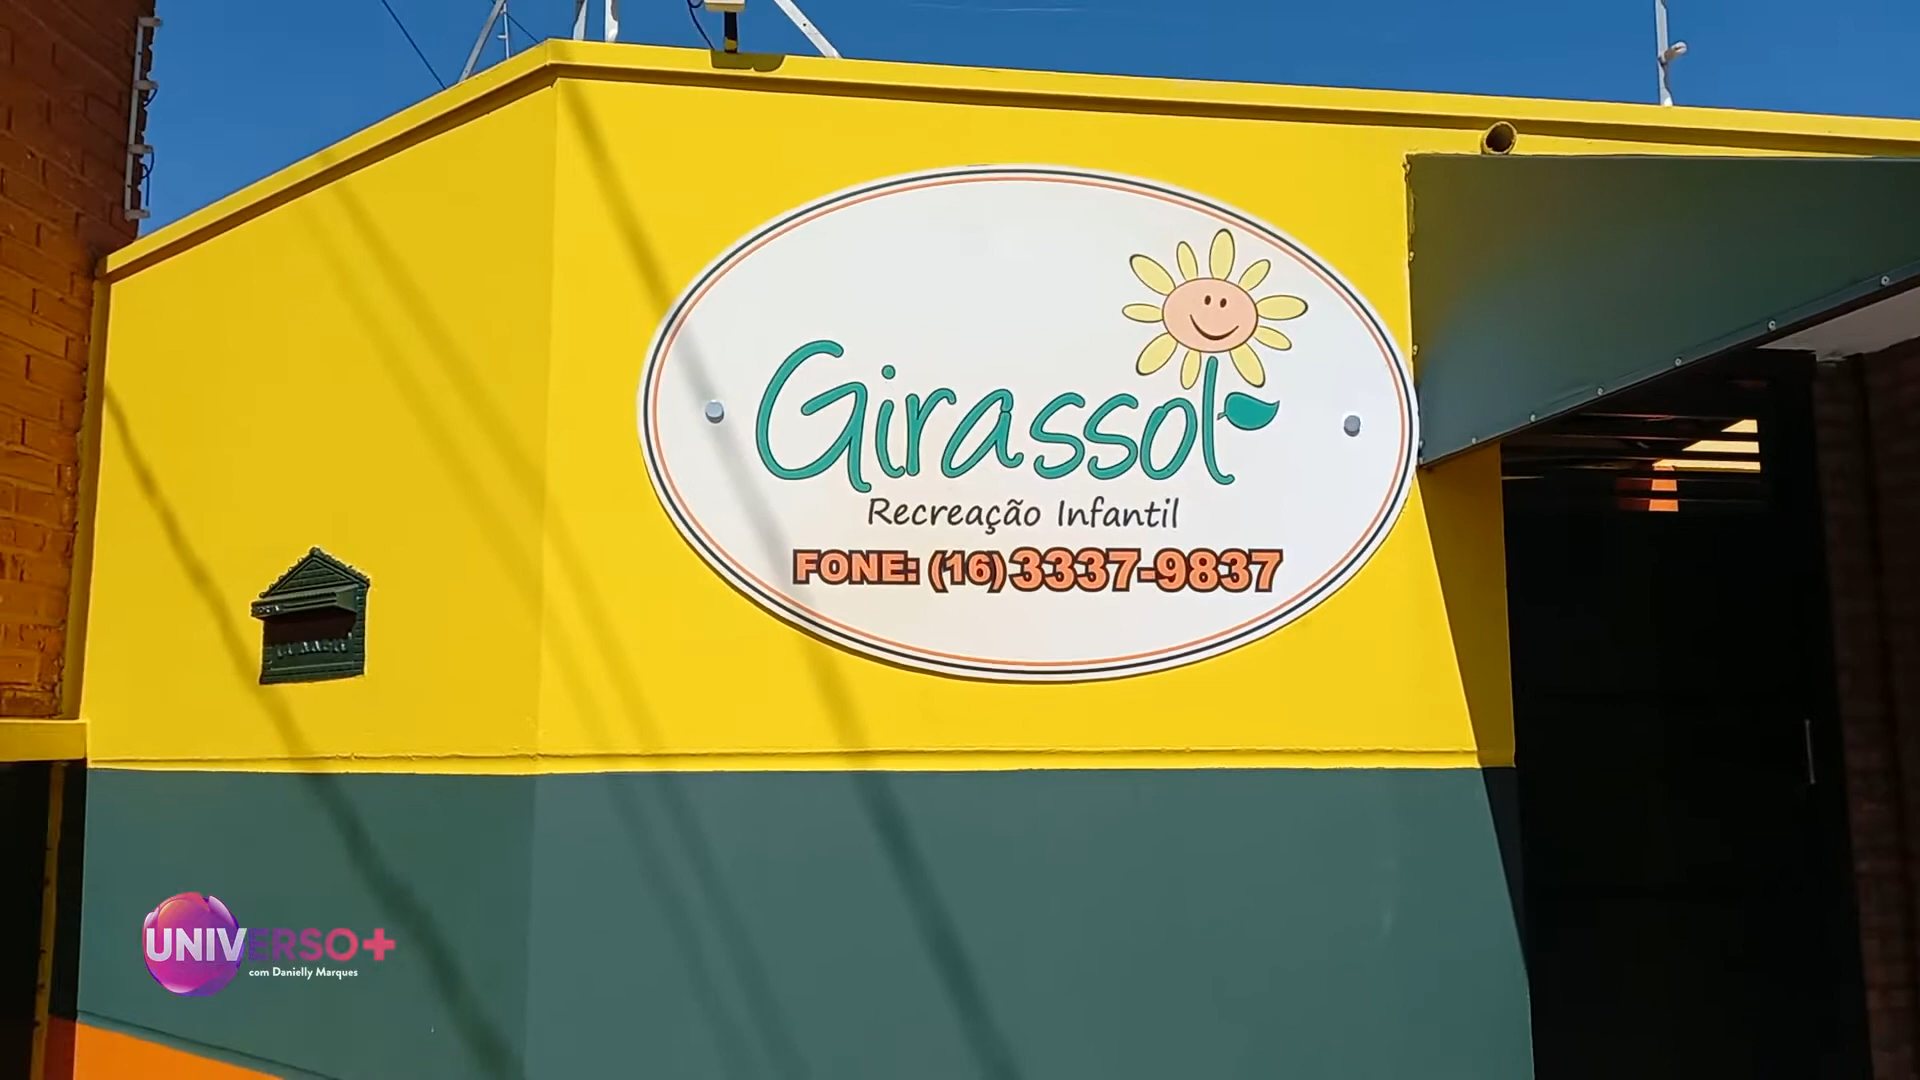 Girassol
Recreação Infantil
FONE: (16) 3337-9837
UNIVERSO+
com Danielly Marques